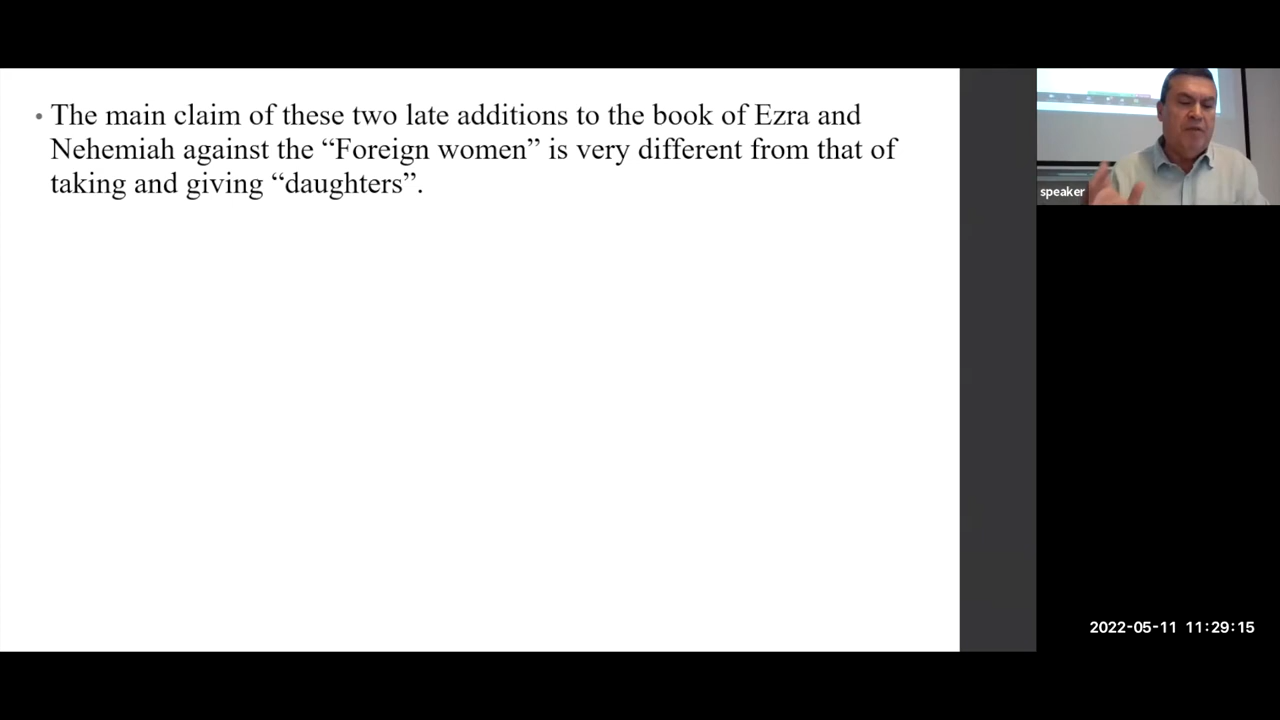 • The main claim of these two late additions to the book of Ezra and
Nehemiah against the “Foreign women” is very different from that of
taking and giving “daughters”.
speaker
2022-05-11 11:29:15